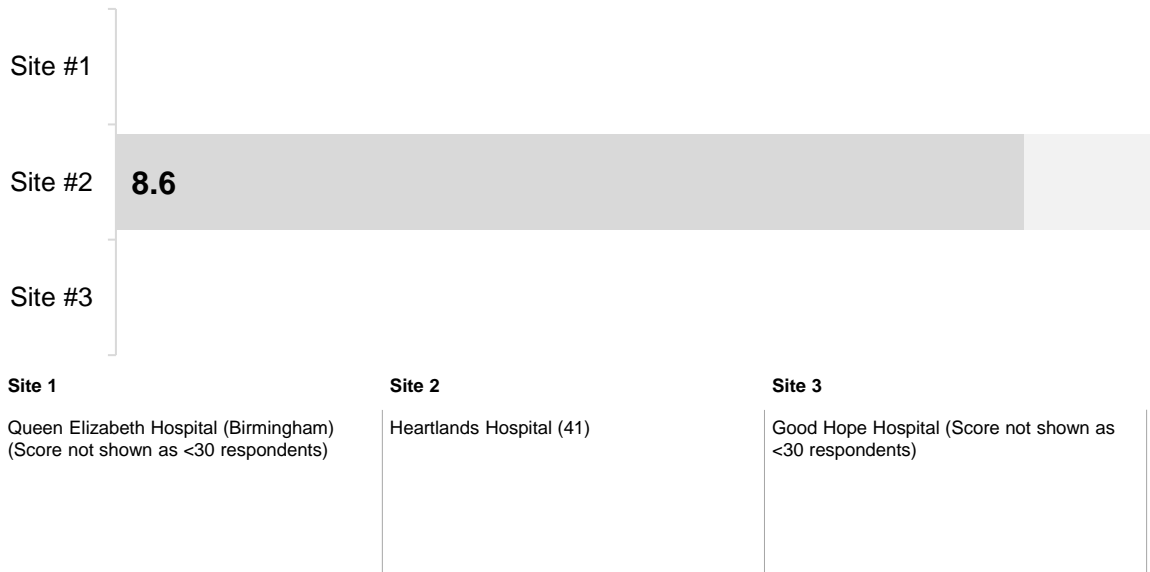 Site #1
Site #2
8.6
Site #3
Site 1
Queen Elizabeth Hospital (Birmingham)
(Score not shown as <30 respondents)
Site 2
Heartlands Hospital (41)
Site 3
Good Hope Hospital (Score not shown as
<30 respondents)